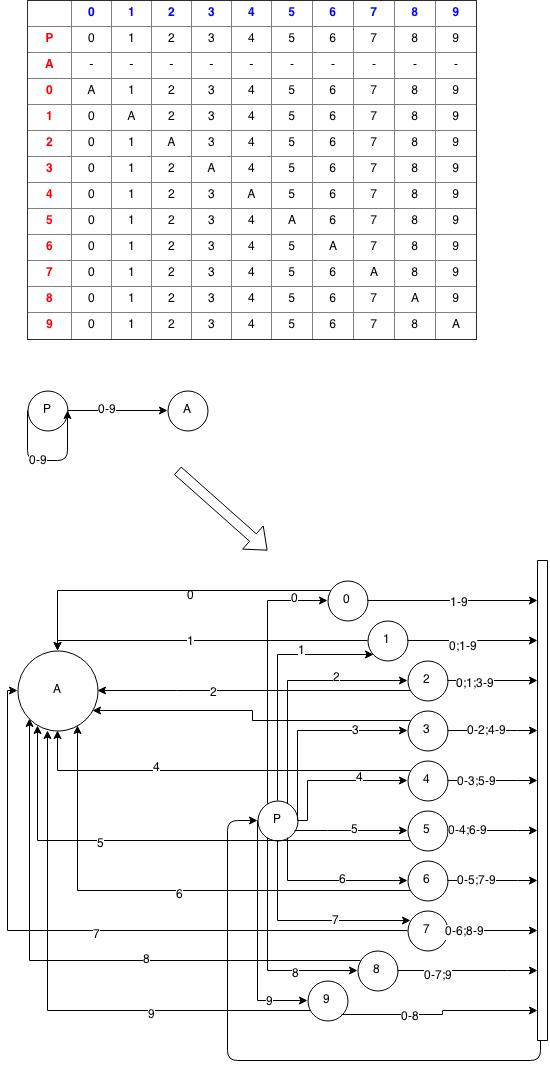 0 1 2 3 4 5 6 7 8 9
P 0 1 2 3 4 5 6 7 8 9
A - - - - - - - - - -
0 A 1 2 3 4 5 6 7 8 9
1 0 A 2 3 4 5 6 7 8 9
2 0 1 A 3 4 5 6 7 8 9
3 0 1 2 A 4 5 6 7 8 9
4 0 1 2 3 A 5 6 7 8 9
5 0 1 2 3 4 A 6 7 8 9
6 0 1 2 3 4 5 A 7 8 9
7 0 1 2 3 4 5 6 A 8 9
8 0 1 2 3 4 5 6 7 A 9
9 0 1 2 3 4 5 6 7 8 A
P 0-9 A
0-9
0 0 0 1-9
1 1 1 0;1-9
A 2 2 2 0;1;3-9
3 3 0-2;4-9
4 4 4 0-3;5-9
P
5 5 5 0-4;6-9
6 6 6 0-5;7-9
7 7 7 0-6;8-9
8 8 8 0-7;9
9 9 9 0-8